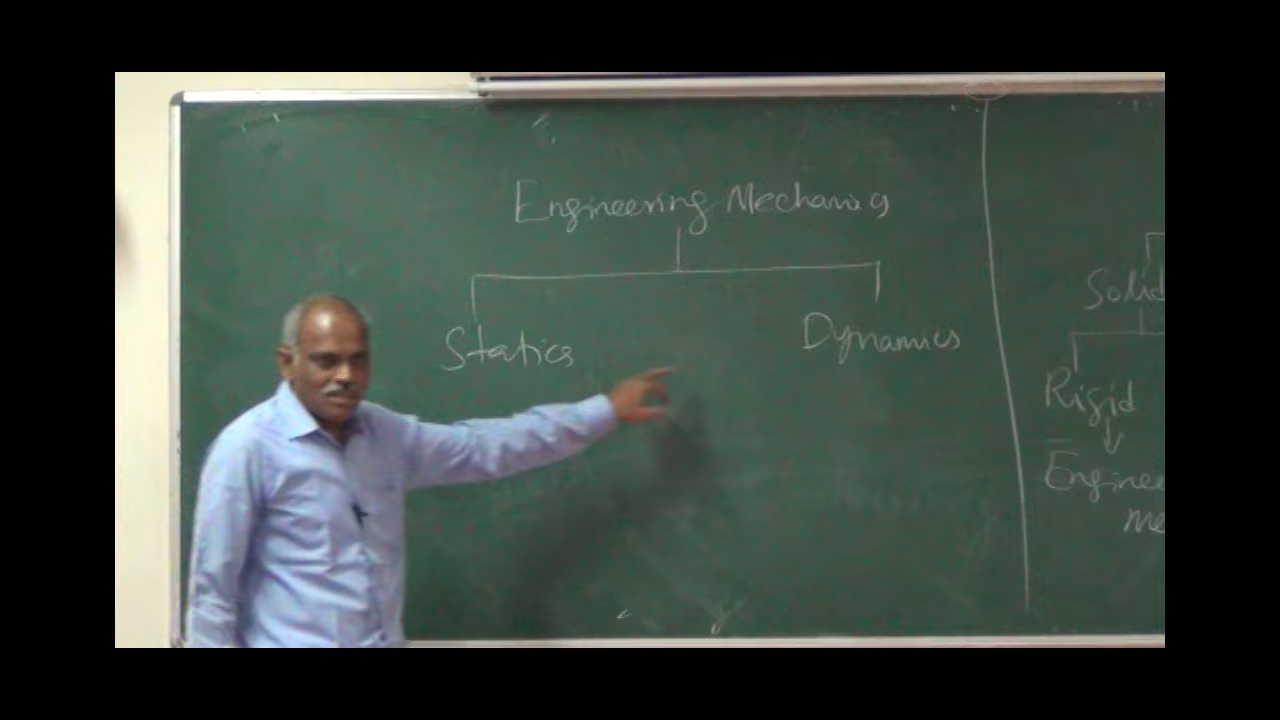 Engineering Mechanics
Statics
Dynamics
Solid
Rigid
Enginee
Me